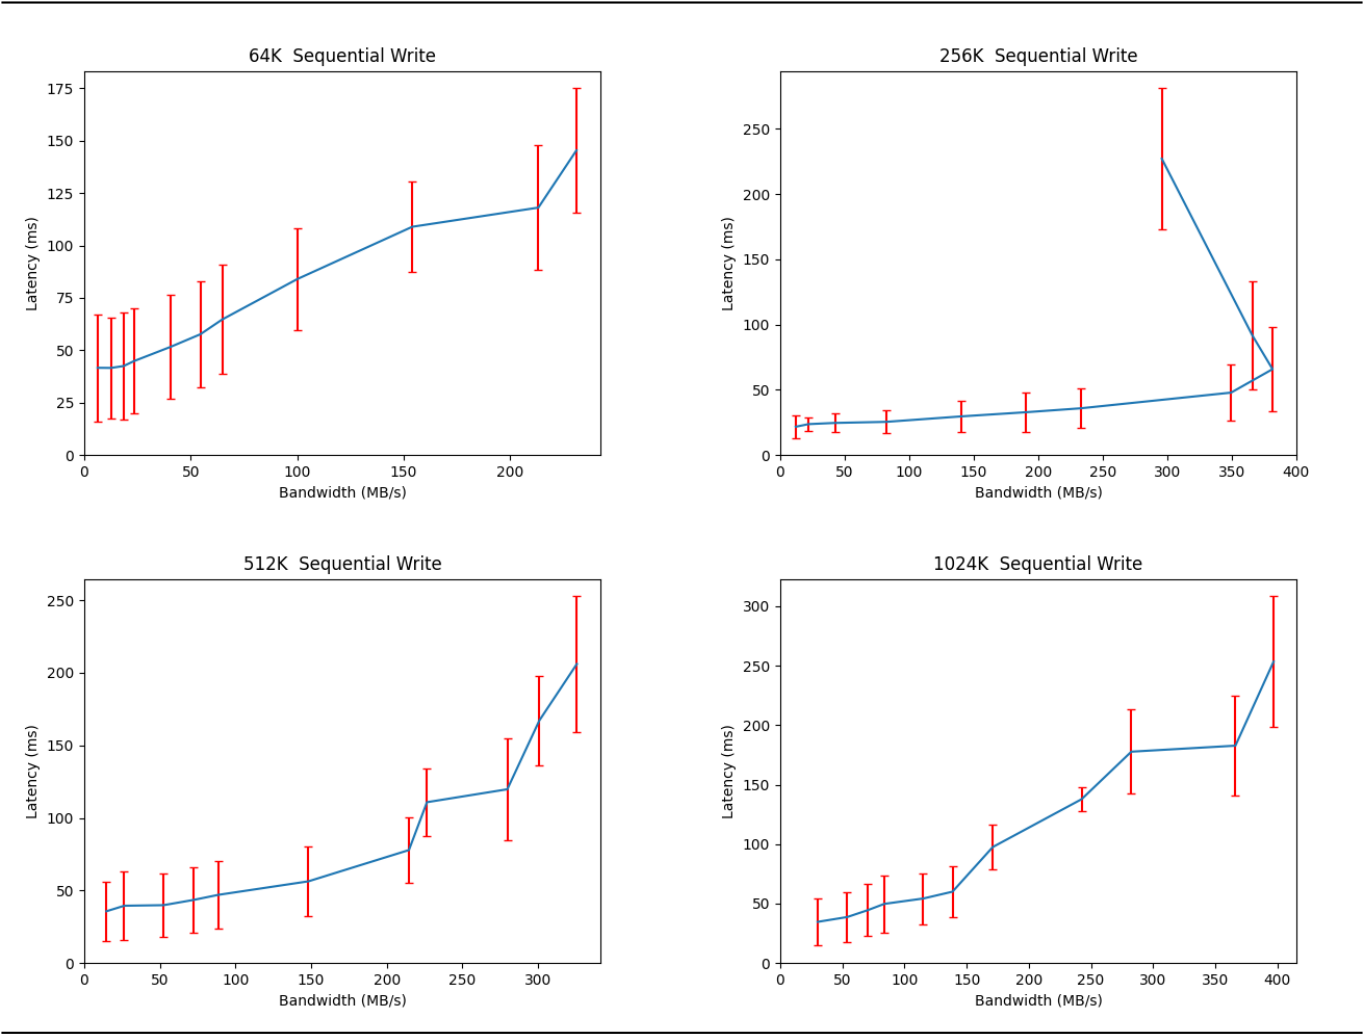 64K  Sequential Write
175
150
125
100
75
50
25
0
Latency (ms)
0 50 100 150 200
Bandwidth (MB/s)
256K  Sequential Write
250
200
150
100
50
0
Latency (ms)
0 50 100 150 200 250 300 350 400
Bandwidth (MB/s)
512K  Sequential Write
250
200
150
100
50
0
Latency (ms)
0 50 100 150 200 250 300
Bandwidth (MB/s)
1024K  Sequential Write
300
250
200
150
100
50
0
Latency (ms)
0 50 100 150 200 250 300 350 400
Bandwidth (MB/s)